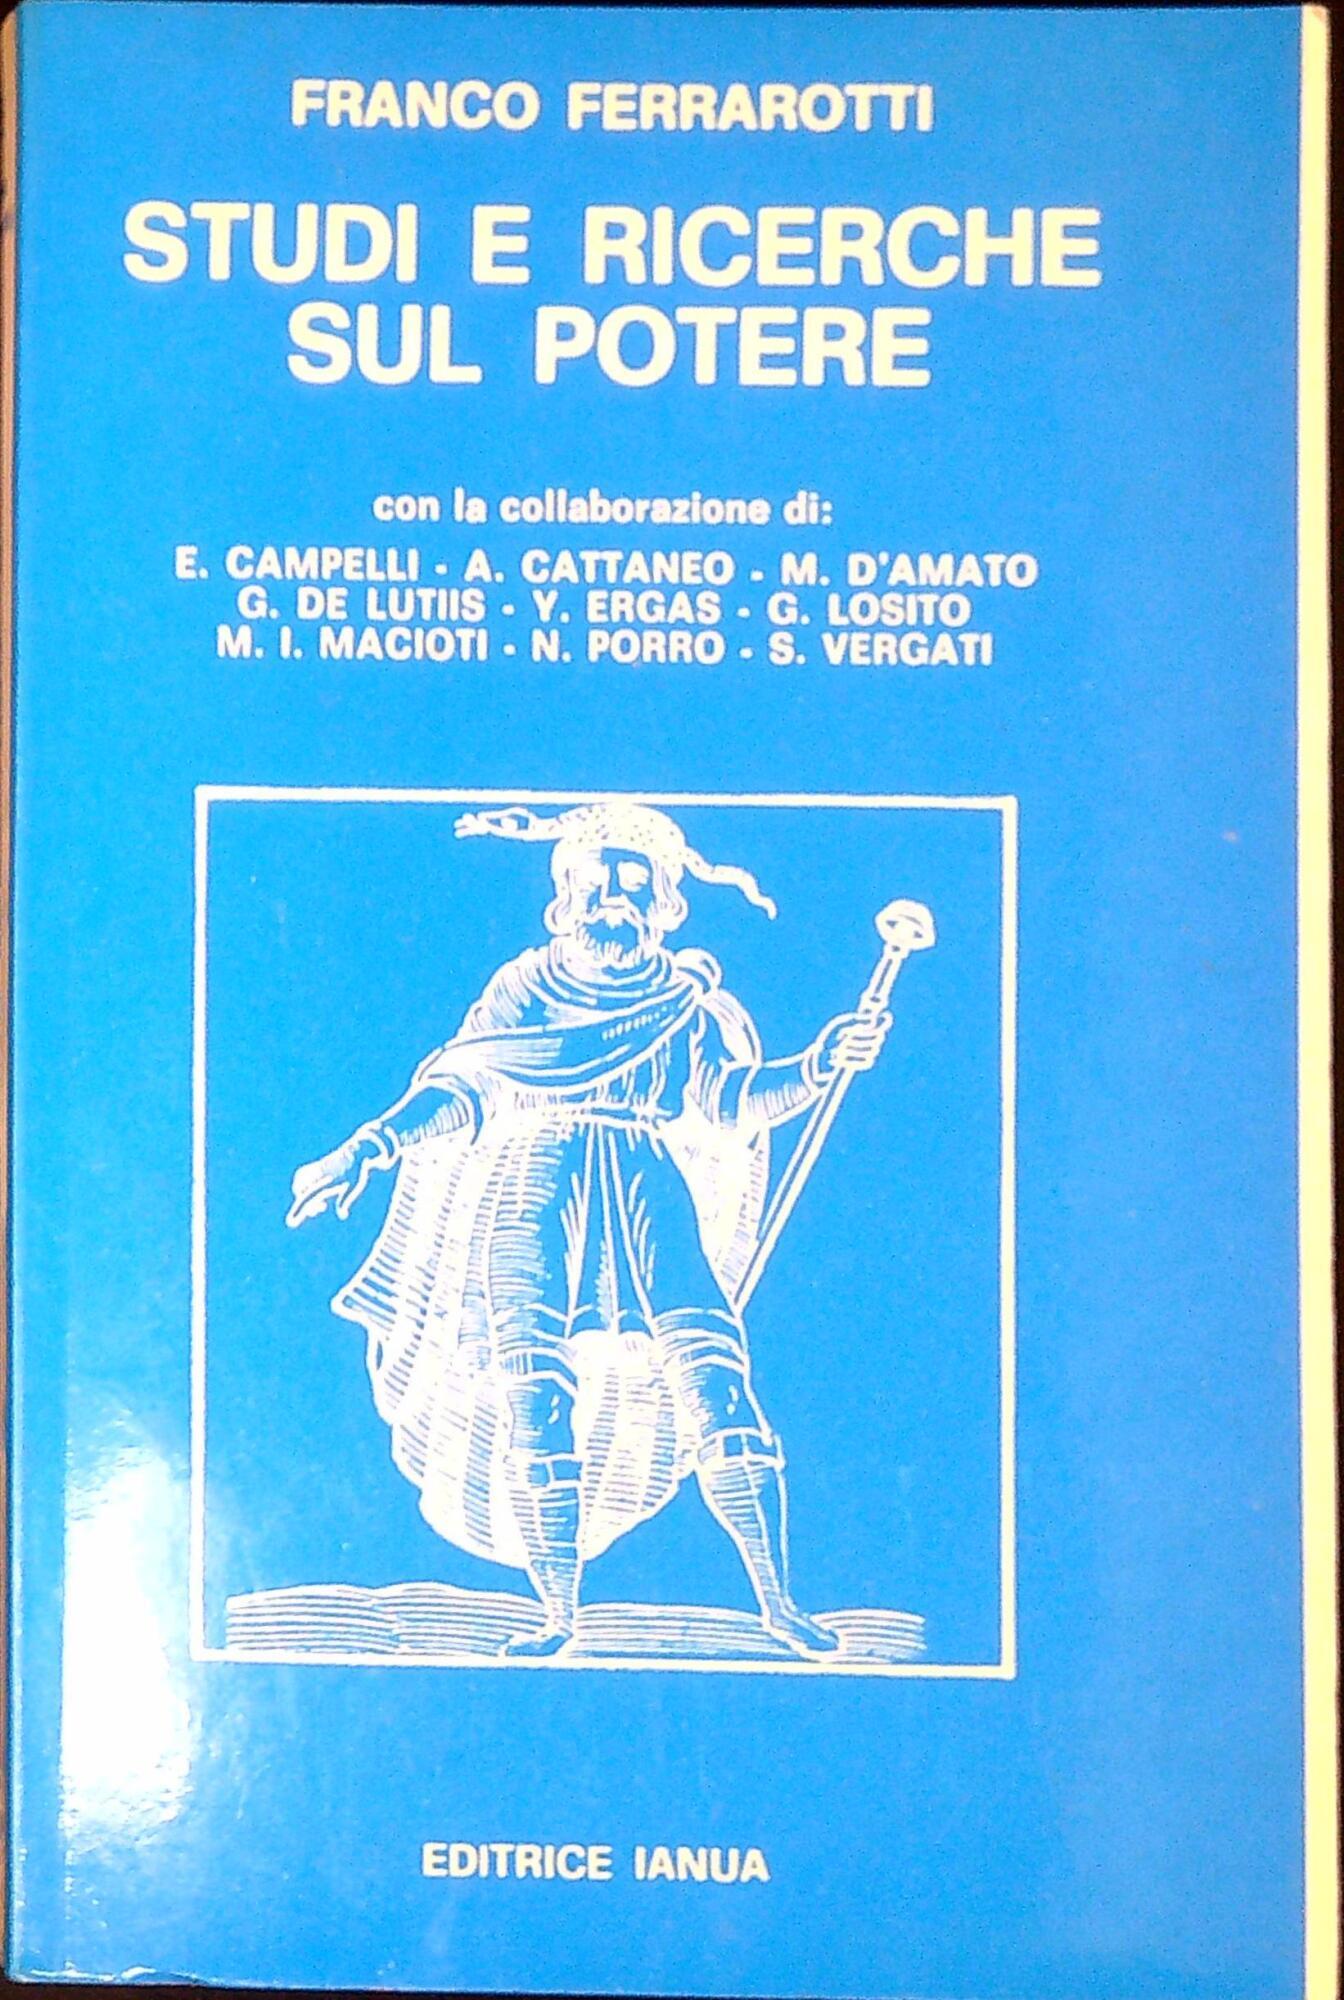 FRANCO FERRAROTTI
STUDI E RICERCHE
SUL POTERE
con la collaborazione di:
E. CAMPELLI - A. CATTANEO - M. D'AMATO
G. DE LUTIIS - Y. ERGAS - G. LOSITO
M. I. MACIOTI - N. PORRO - S. VERGATI
EDITRICE IANUA